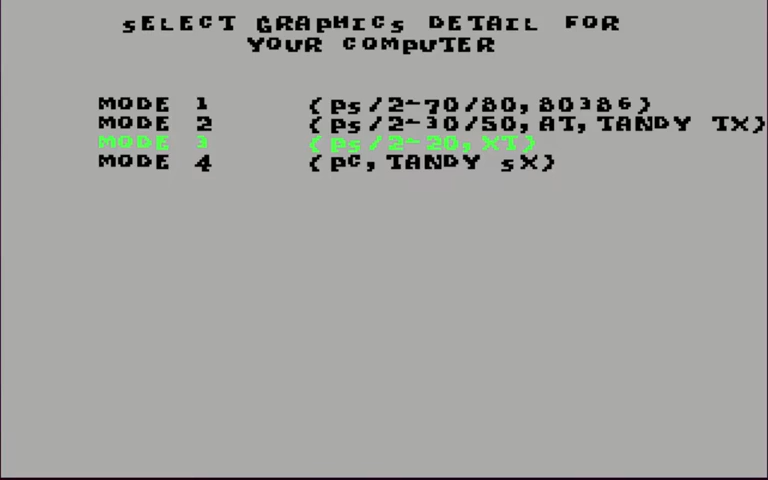 sELECT GRApHICs DETAIL FOR
YOUR COMpUTER
MODE 1 (ps/2-70/80,80386)
MODE 2 (ps/2-30/50,AT,TANDY TX)
MODE 3 (ps/2-20,XT)
MODE 4 (pC,TANDY sX)